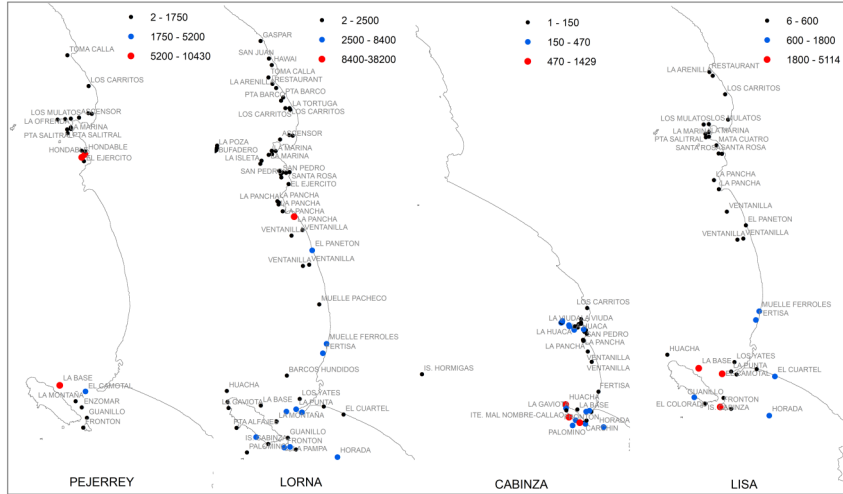 2 - 1750
1750 - 5200
5200 - 10430
TOMA CALLA
LOS CARRITOS
LOS MULATOS
ASCENSOR
LA MARINA
PTA SALITRAL
PTA SALITRAL
HONDABLE
HONDABLE
EL EJERCITO
LA BASE
EL CAMOTAL
LA MONTAÑA
ENZOMAR
GUANILLO
FRONTON
PEJERREY
2 - 2500
2500 - 8400
8400-38200
GASPAR
SAN JUAN
HAWAI
TOMA CALLA
LA ARENILLA
RESTAURANT
PTA BARCO
PTA BARCO
LA TORTUGA
LOS CARRITOS
LOS CARRITOS
ASCENSOR
LA POZA
BUFADERO
LA MARINA
LA ISLETA
LA MARINA
SAN PEDRO
SAN PEDRO
SANTA ROSA
EL EJERCITO
LA PANCHA
LA PANCHA
LA PANCHA
LA PANCHA
LA PANCHA
VENTANILLA
VENTANILLA
EL PANETON
VENTANILLA
VENTANILLA
MUELLE PACHECO
MUELLE FERROLES
FERTISA
BARCOS HUNDIDOS
HUACHA
LOS YATES
LA GAVIOTA
LA BASE
LA PUNTA
LA MONTAÑA
EL CUARTEL
PTA ALFAJE
GUANILLO
IS. CABINZA
FRONTON
PALOMINO
LA PAMPA
HORADA
LORNA
1 - 150
150 - 470
470 - 1429
LOS CARRITOS
LA VIUDA
LA VIUDA
LA HUACA
HUACA
SAN PEDRO
LA PANCHA
LA PANCHA
VENTANILLA
VENTANILLA
IS. HORMIGAS
FERTISA
HUACHA
LA GAVIOTA
LA BASE
ITE. MAL NOMBRE-CALLAO
FRONTON
HORADA
PALOMINO
CABINZA
6 - 600
600 - 1800
1800 - 5114
LA ARENILLA
RESTAURANT
LOS CARRITOS
LOS MULATOS
LOS MULATOS
LA MARINA
LA MARINA
PTA SALITRAL
MATA CUATRO
SANTA ROSA
SANTA ROSA
LA PANCHA
LA PANCHA
VENTANILLA
EL PANETON
VENTANILLA
VENTANILLA
MUELLE FERROLES
FERTISA
HUACHA
LOS YATES
LA BASE
LA PUNTA
EL CAMOTAL
EL CUARTEL
EL COLORADO
FRONTON
IS. CABINZA
HORADA
LISA